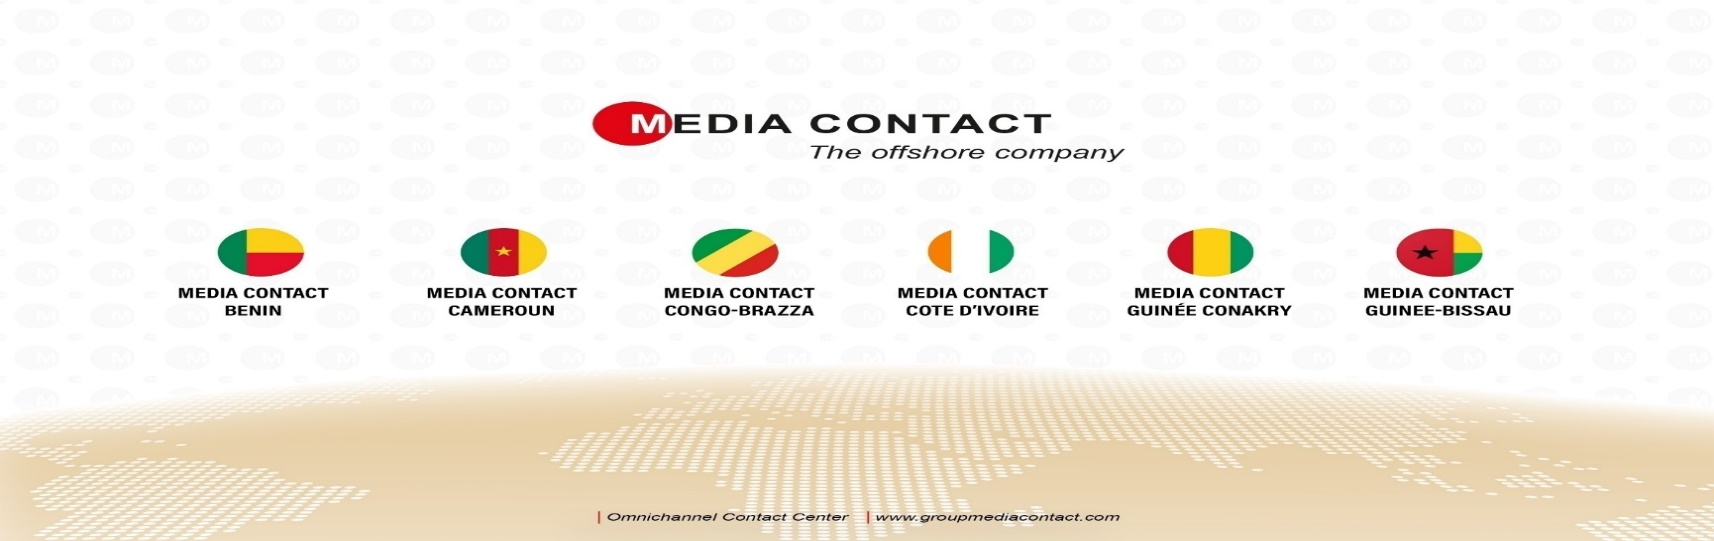 MEDIA CONTACT
The offshore company
MEDIA CONTACT
BENIN
MEDIA CONTACT
CAMEROUN
MEDIA CONTACT
CONGO-BRAZZA
MEDIA CONTACT
COTE D'IVOIRE
MEDIA CONTACT
GUINÉE CONAKRY
MEDIA CONTACT
GUINEE-BISSAU
| Omnichannel Contact Center | www.groupmediacontact.com